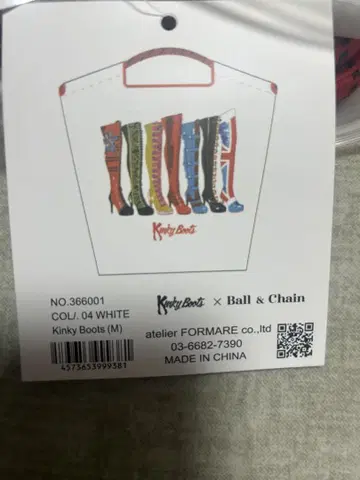 Kinky Boots
NO.366001
COL/. 04 WHITE
Kinky Boots (M)
4573653999381
Kinky Boots × Ball & Chain
atelier FORMARE co.,ltd
03-6682-7390
MADE IN CHINA